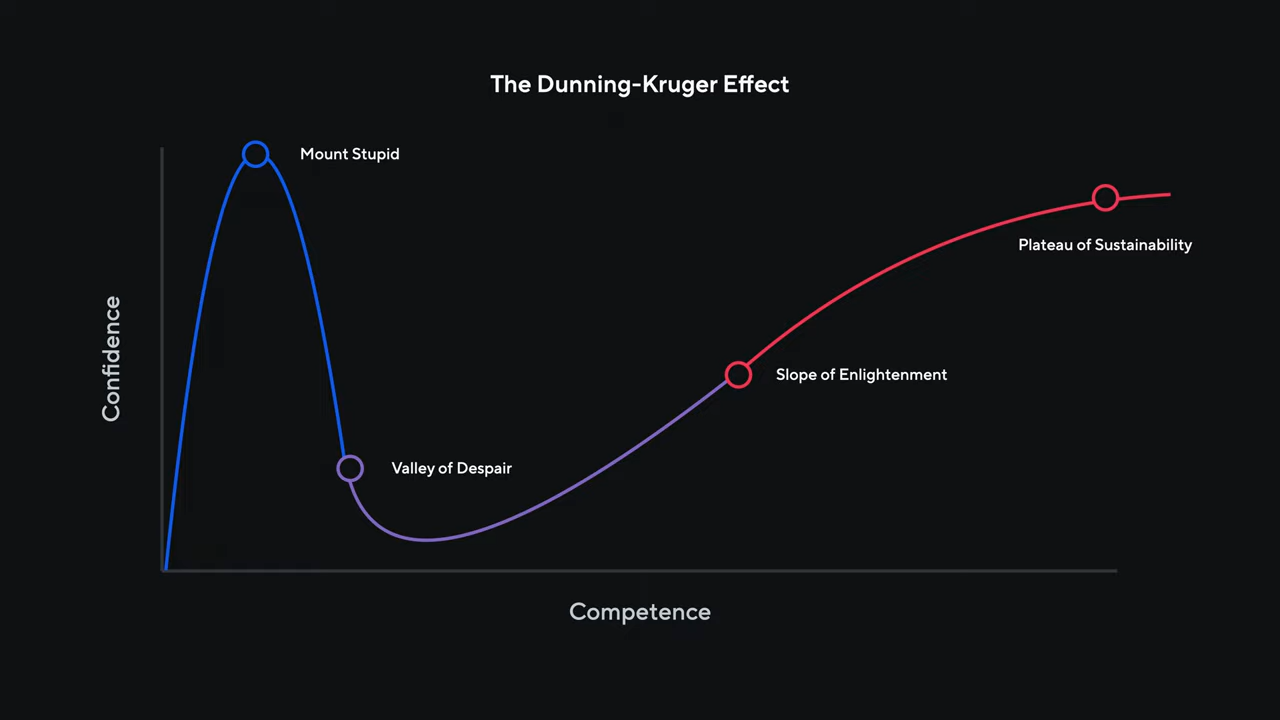 The Dunning-Kruger Effect
Mount Stupid
Plateau of Sustainability
Confidence
Slope of Enlightenment
Valley of Despair
Competence